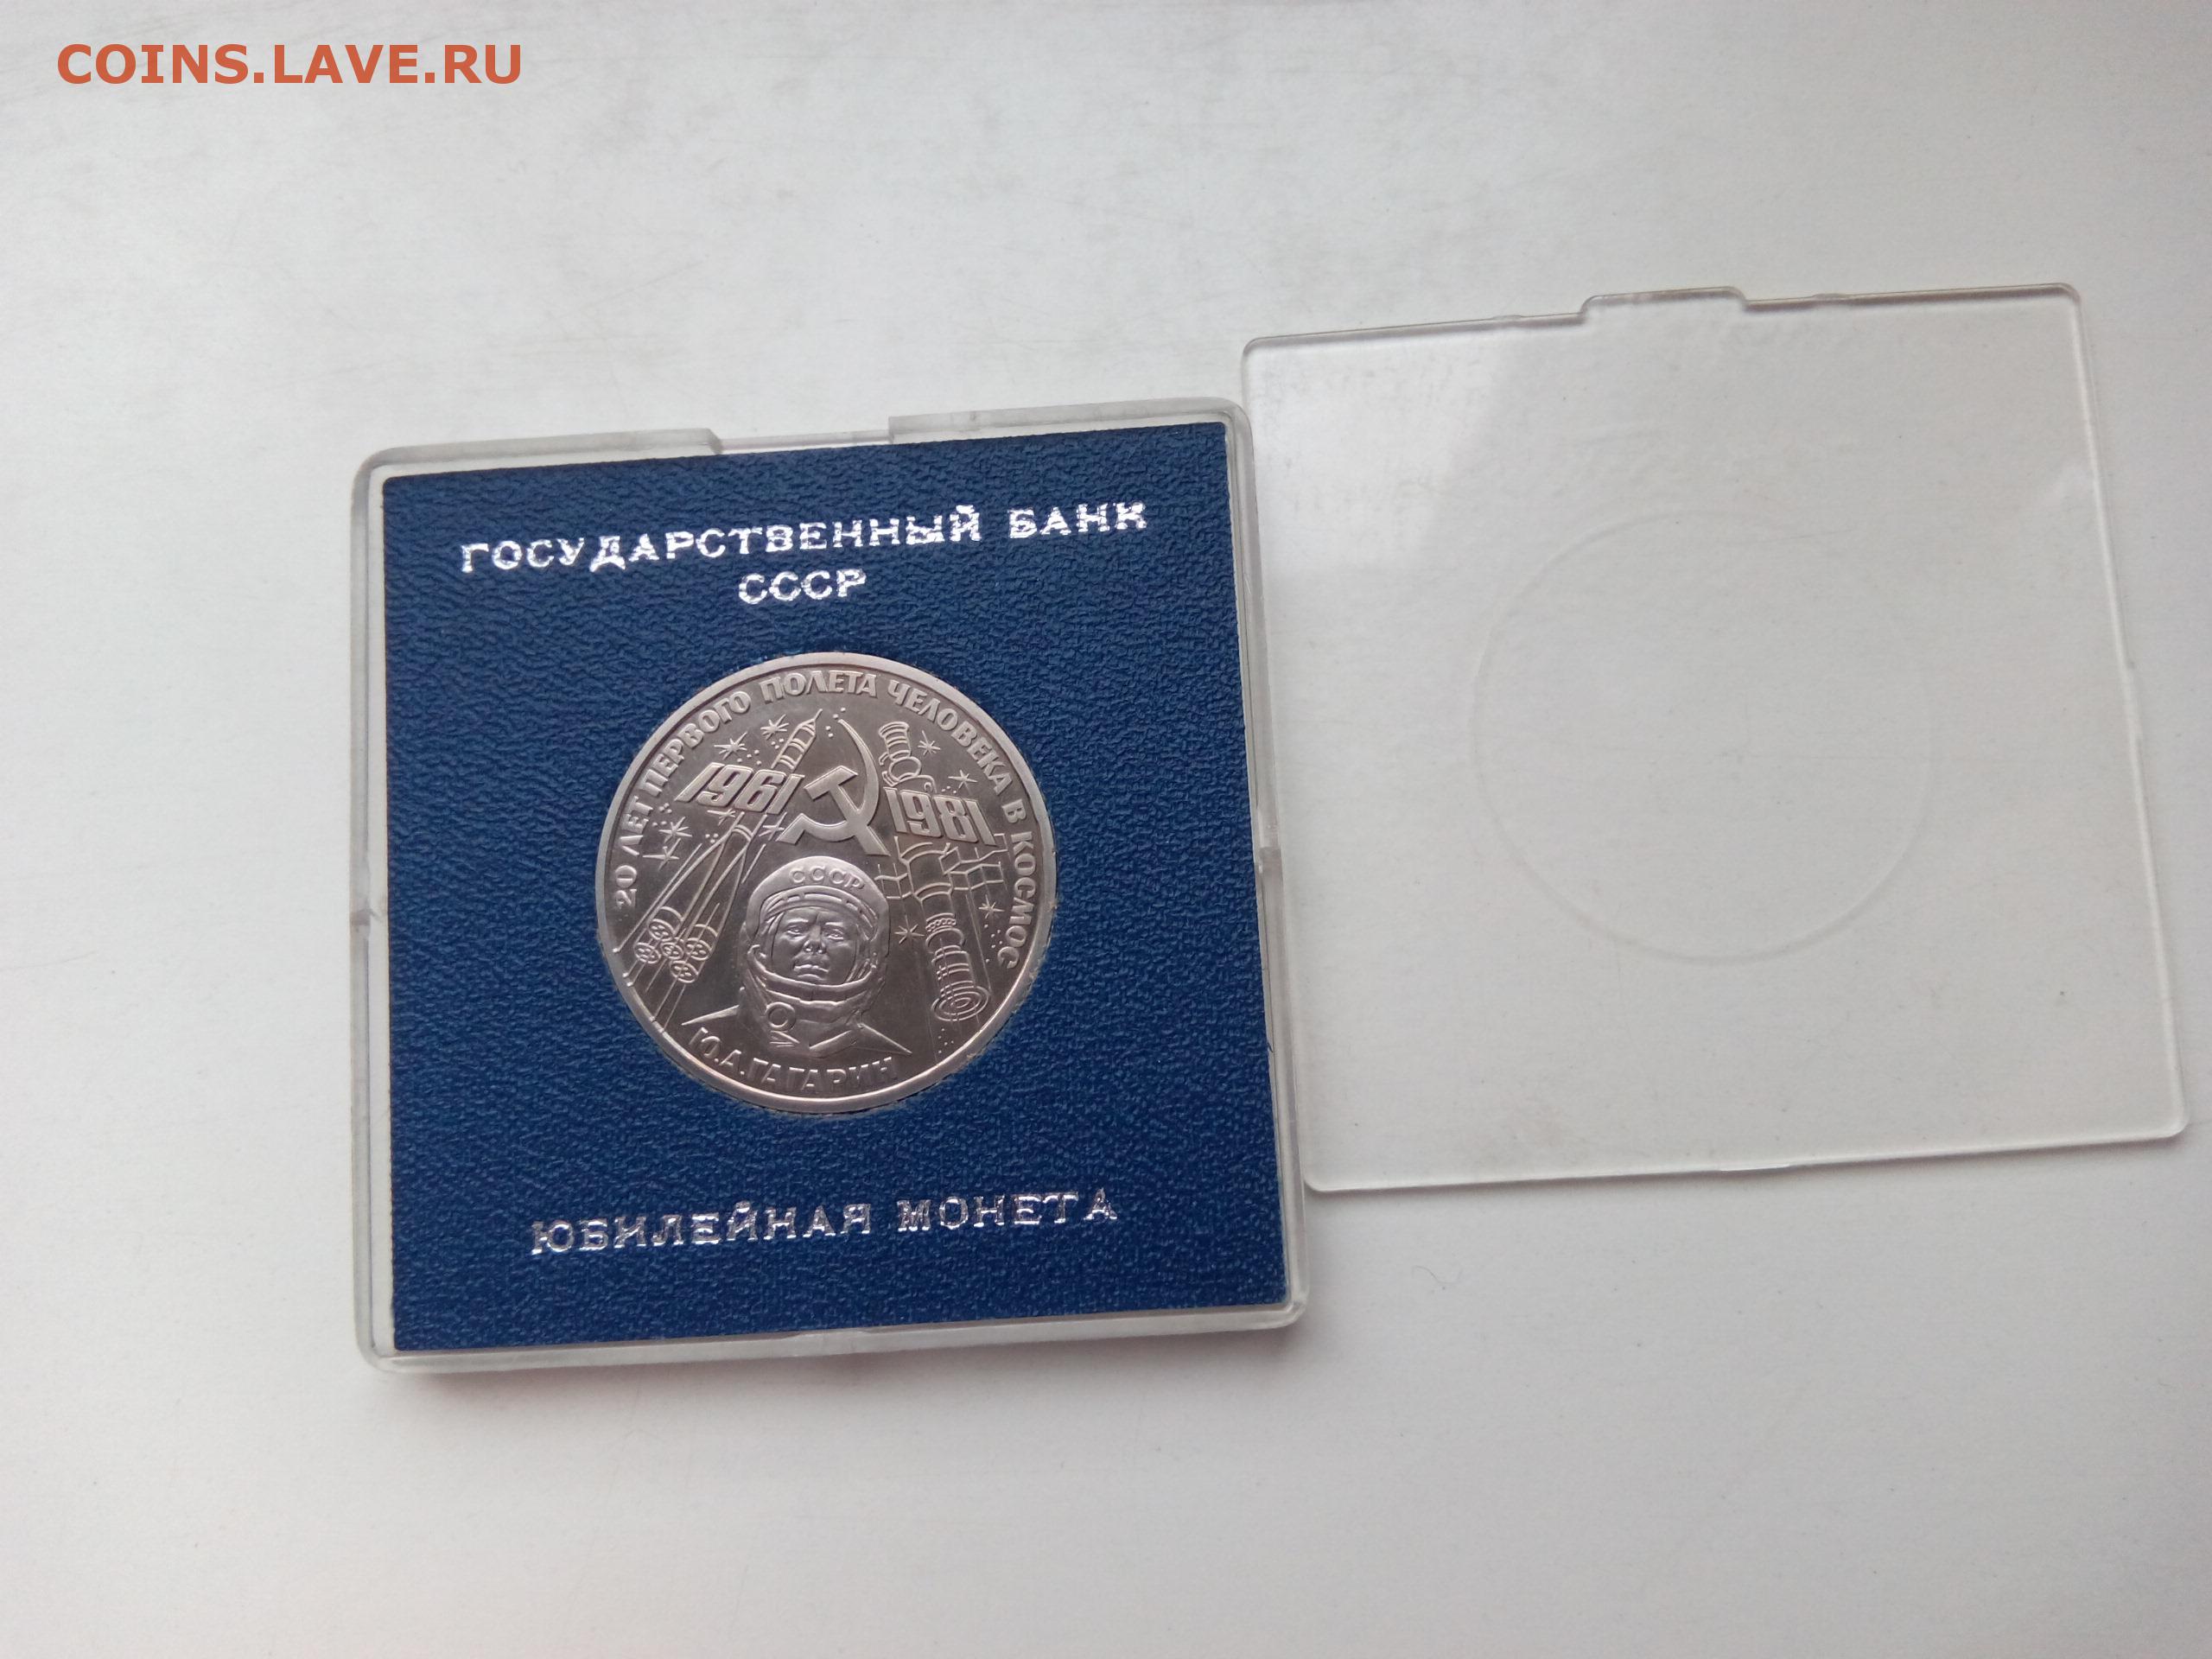 COINS.LAVE.RU
ГОСУДАРСТВЕННЫЙ БАНК
СССР
20 ЛЕТ ПЕРВОГО ПОЛЕТА ЧЕЛОВЕКА В КОСМОС
1961
1981
СССР
Ю.А.ГАГАРИН
ЮБИЛЕЙНАЯ МОНЕТА